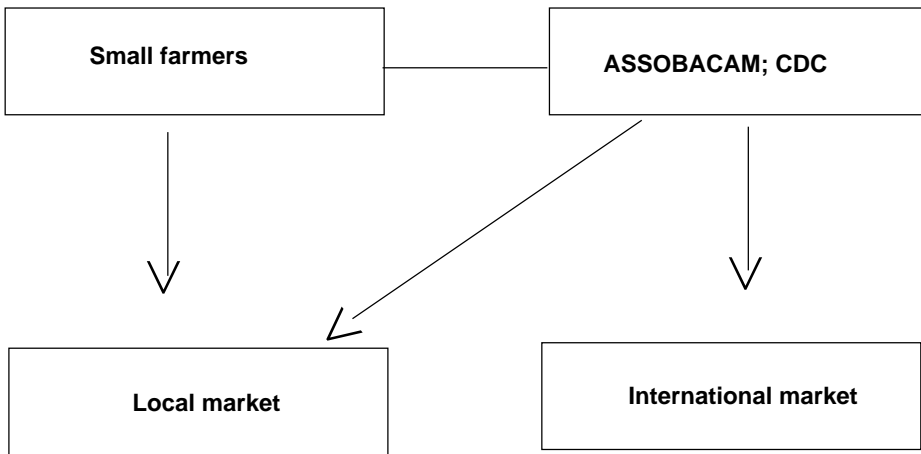 Small farmers
ASSOBACAM; CDC
Local market
International market